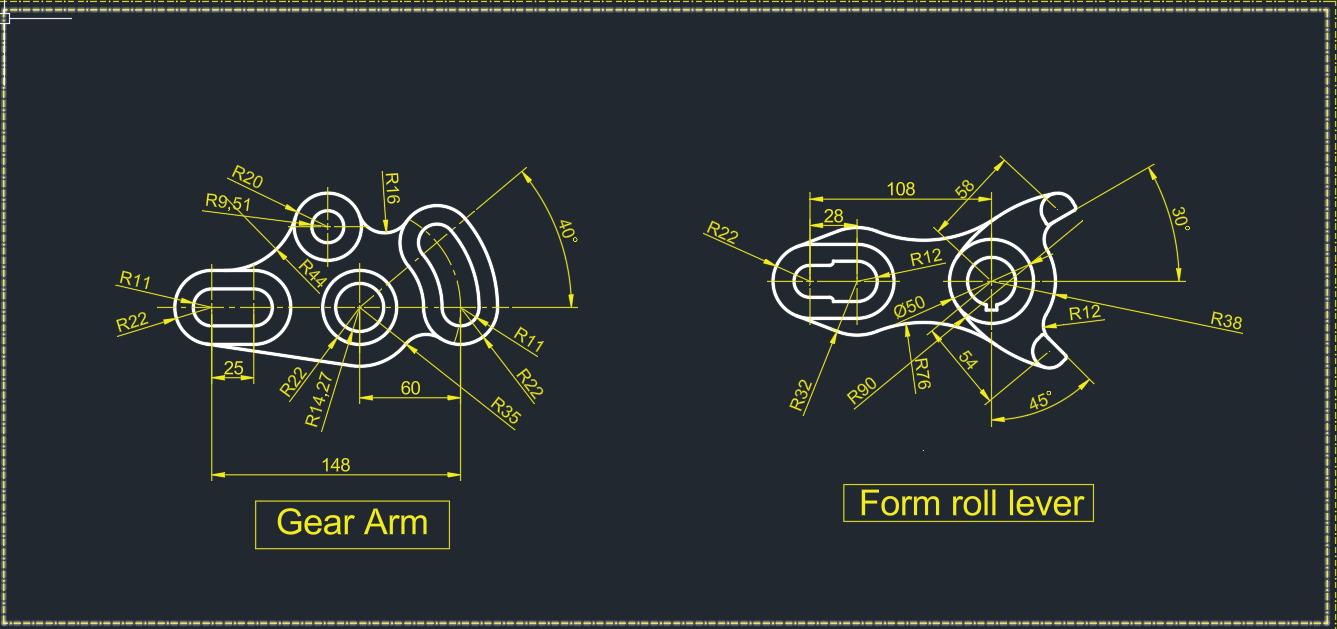 R20
R9,51
R16
40°
R44
R11
R22
25
R22
R14,27
60
R11
R22
R35
148
Gear Arm
108
58
30°
28
R22
R12
Ø50
R12
R38
R32
R90
R76
54
45°
Form roll lever